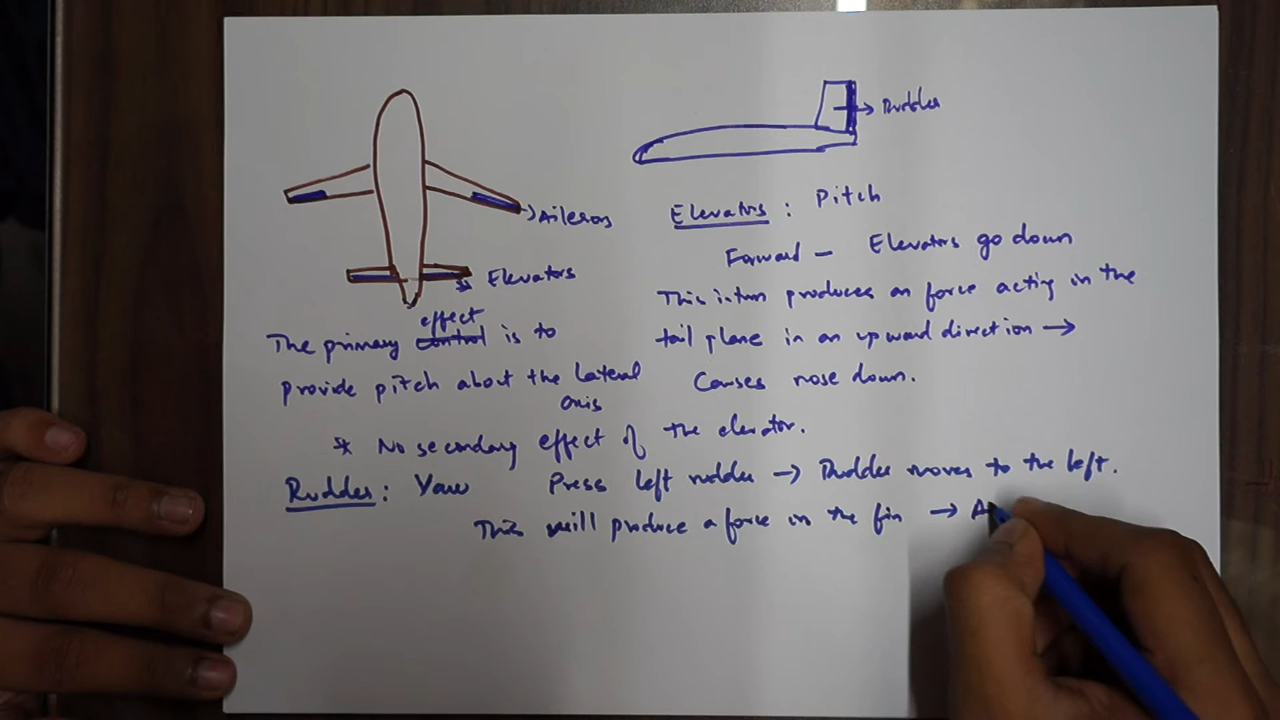 Rudder
Ailerons
Elevators
The primary effect control is to
provide pitch about the lateral
axis
* No secondary effect of the elevator.
Elevators : Pitch
Forward - Elevators go down
This inturn produces an force acting in the
tail plane in an upward direction →
Causes nose down.
Rudder : Yaw Press left rudder → Rudder moves to the left.
This will produce a force in the fin → A